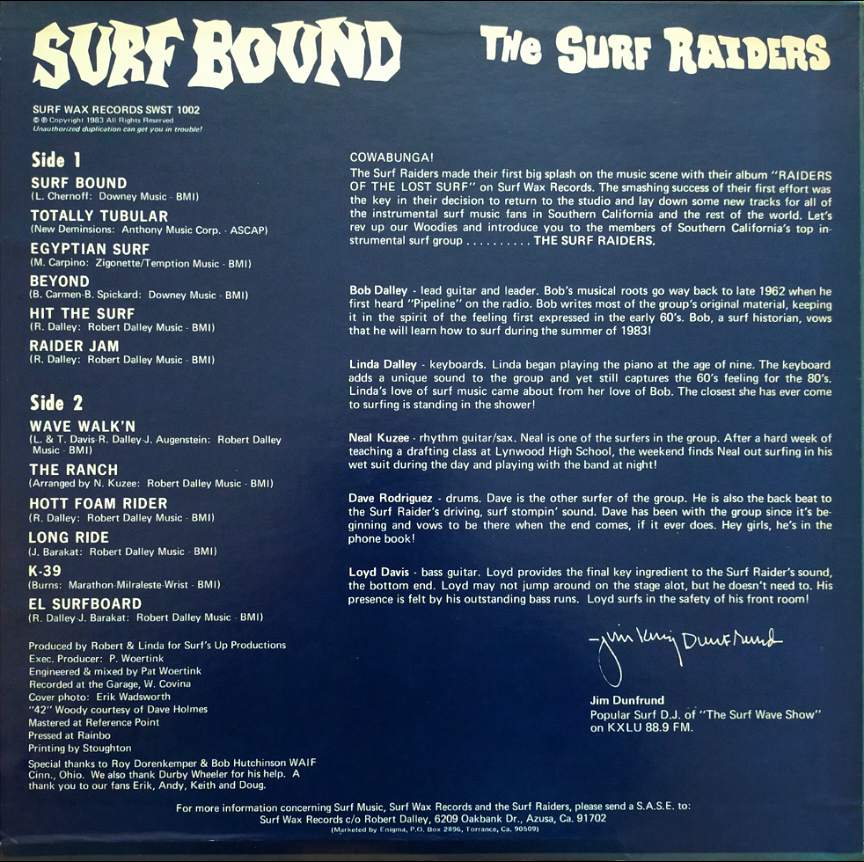 SURF BOUND
THE SURF RAIDERS
SURF WAX RECORDS SWST 1002
© ℗ Copyright 1983 All Rights Reserved
Unauthorized duplication can get you in trouble!
Side 1
SURF BOUND
(L. Chernoff: Downey Music - BMI)
TOTALLY TUBULAR
(New Deminsions: Anthony Music Corp. - ASCAP)
EGYPTIAN SURF
(M. Carpino: Zigonette/Temption Music - BMI)
BEYOND
(B. Carmen-B. Spickard: Downey Music - BMI)
HIT THE SURF
(R. Dalley: Robert Dalley Music - BMI)
RAIDER JAM
(R. Dalley: Robert Dalley Music - BMI)
Side 2
WAVE WALK'N
(L. & T. Davis-R. Dalley-J. Augenstein: Robert Dalley
Music - BMI)
THE RANCH
(Arranged by N. Kuzee: Robert Dalley Music - BMI)
HOTT FOAM RIDER
(R. Dalley: Robert Dalley Music - BMI)
LONG RIDE
(J. Barakat: Robert Dalley Music - BMI)
K-39
(Burns: Marathon-Milraleste-Wrist - BMI)
EL SURFBOARD
(R. Dalley-J. Barakat: Robert Dalley Music - BMI)
Produced by Robert & Linda for Surf's Up Productions
Exec. Producer: P. Woertink
Engineered & mixed by Pat Woertink
Recorded at the Garage, W. Covina
Cover photo: Erik Wadsworth
"42" Woody courtesy of Dave Holmes
Mastered at Reference Point
Pressed at Rainbo
Printing by Stoughton
Special thanks to Roy Dorenkemper & Bob Hutchinson WAIF
Cinn., Ohio. We also thank Durby Wheeler for his help. A
thank you to our fans Erik, Andy, Keith and Doug.
COWABUNGA!
The Surf Raiders made their first big splash on the music scene with their album "RAIDERS
OF THE LOST SURF" on Surf Wax Records. The smashing success of their first effort was
the key in their decision to return to the studio and lay down some new tracks for all of
the instrumental surf music fans in Southern California and the rest of the world. Let's
rev up our Woodies and introduce you to the members of Southern California's top in-
strumental surf group . . . . . . . . . . THE SURF RAIDERS.
Bob Dalley - lead guitar and leader. Bob's musical roots go way back to late 1962 when he
first heard "Pipeline" on the radio. Bob writes most of the group's original material, keeping
it in the spirit of the feeling first expressed in the early 60's. Bob, a surf historian, vows
that he will learn how to surf during the summer of 1983!
Linda Dalley - keyboards. Linda began playing the piano at the age of nine. The keyboard
adds a unique sound to the group and yet still captures the 60's feeling for the 80's.
Linda's love of surf music came about from her love of Bob. The closest she has ever come
to surfing is standing in the shower!
Neal Kuzee - rhythm guitar/sax. Neal is one of the surfers in the group. After a hard week of
teaching a drafting class at Lynwood High School, the weekend finds Neal out surfing in his
wet suit during the day and playing with the band at night!
Dave Rodriguez - drums. Dave is the other surfer of the group. He is also the back beat to
the Surf Raider's driving, surf stompin' sound. Dave has been with the group since it's be-
ginning and vows to be there when the end comes, if it ever does. Hey girls, he's in the
phone book!
Loyd Davis - bass guitar. Loyd provides the final key ingredient to the Surf Raider's sound,
the bottom end. Loyd may not jump around on the stage alot, but he doesn't need to. His
presence is felt by his outstanding bass runs. Loyd surfs in the safety of his front room!
Jim Dunfrund
Jim Dunfrund
Popular Surf D.J. of "The Surf Wave Show"
on KXLU 88.9 FM.
For more information concerning Surf Music, Surf Wax Records and the Surf Raiders, please send a S.A.S.E. to:
Surf Wax Records c/o Robert Dalley, 6209 Oakbank Dr., Azusa, Ca. 91702
(Marketed by Enigma, P.O. Box 2896, Torrance, Ca. 90509)